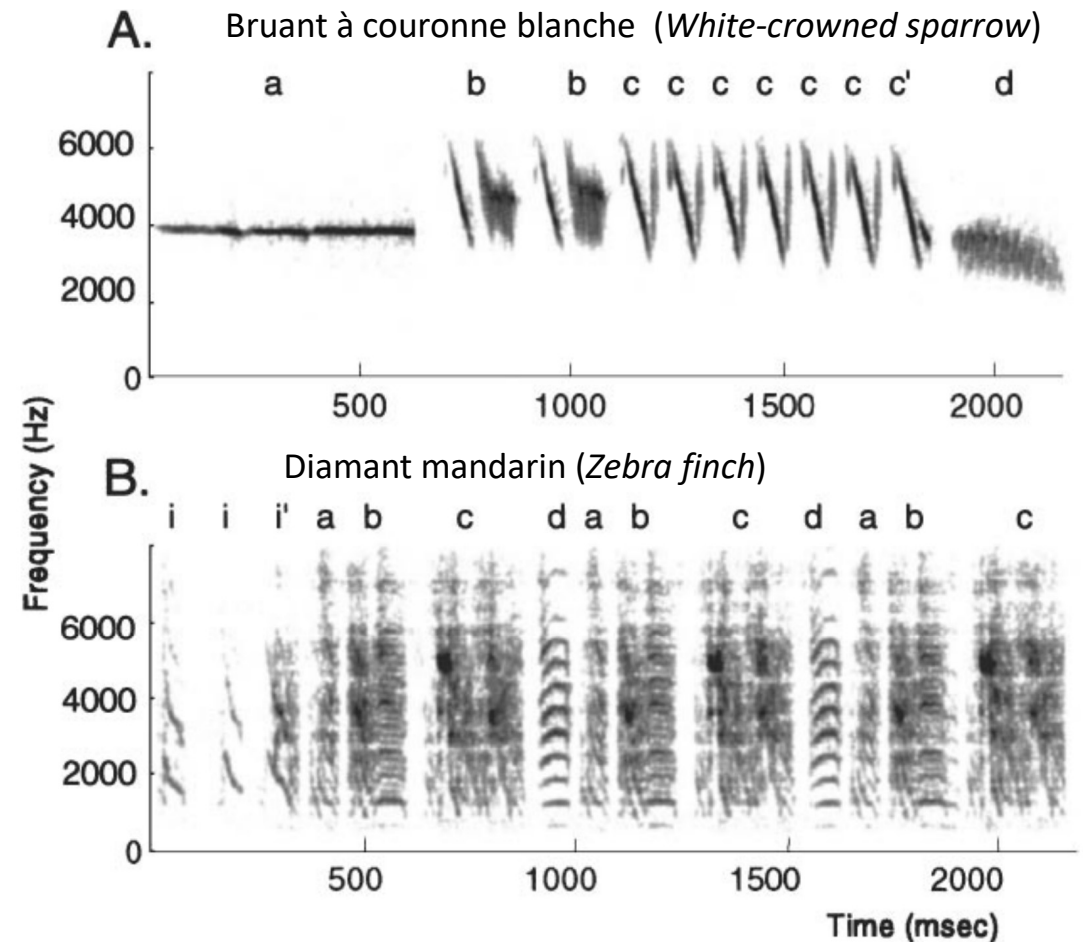 A.
Bruant à couronne blanche (White-crowned sparrow)
a b b c c c c c c c' d
6000
4000
2000
0
500 1000 1500 2000
Frequency (Hz)
B.
Diamant mandarin (Zebra finch)
i i i' a b c d a b c d a b c
6000
4000
2000
0
500 1000 1500 2000
Time (msec)